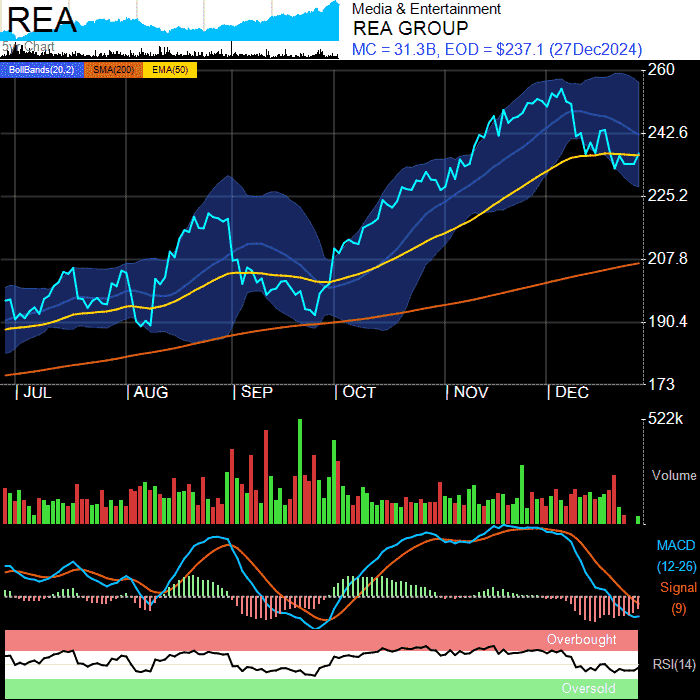 REA
5yr Chart
Media & Entertainment
REA GROUP
MC = 31.3B, EOD = $237.1 (27Dec2024)
BollBands(20,2) SMA(200) EMA(50)
260
242.6
225.2
207.8
190.4
173
JUL AUG SEP OCT NOV DEC
522k
Volume
MACD
(12-26)
Signal
(9)
Overbought
RSI(14)
Oversold